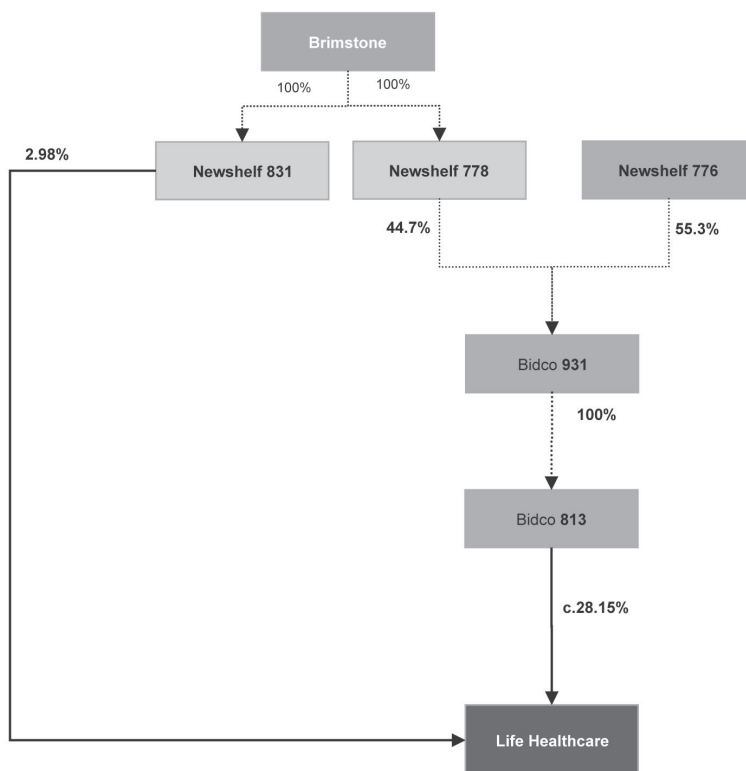 Brimstone
100%
100%
2.98%
Newshelf 831
Newshelf 778
Newshelf 776
44.7%
55.3%
Bidco 931
100%
Bidco 813
c.28.15%
Life Healthcare